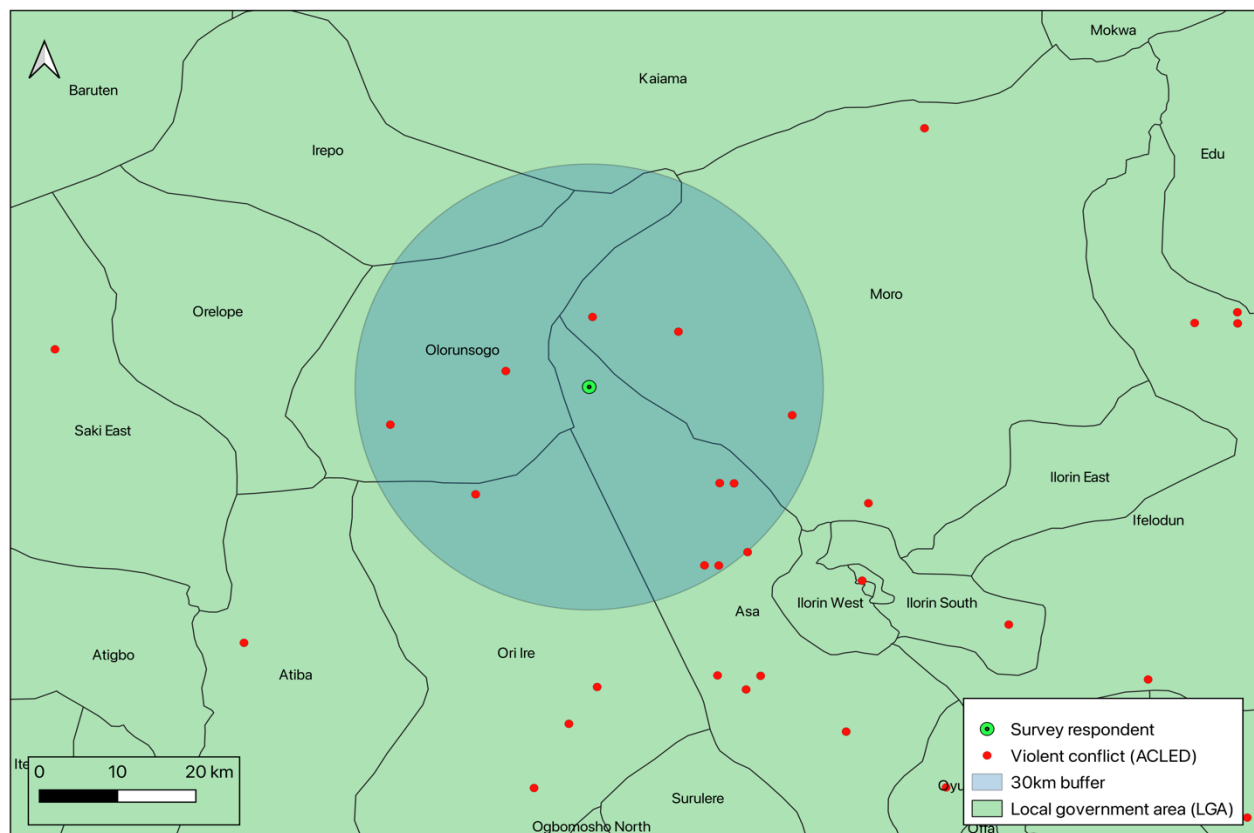 Mokwa
Kaiama
Baruten
Irepo
Edu
Moro
Orelope
Olorunsogo
Saki East
Ilorin East
Ifelodun
Ilorin West
Ilorin South
Asa
Atigbo
Ori Ire
Atiba
Surulere
Ogbomosho North
Offa
0 10 20 km
Survey respondent
Violent conflict (ACLED)
30km buffer
Local government area (LGA)